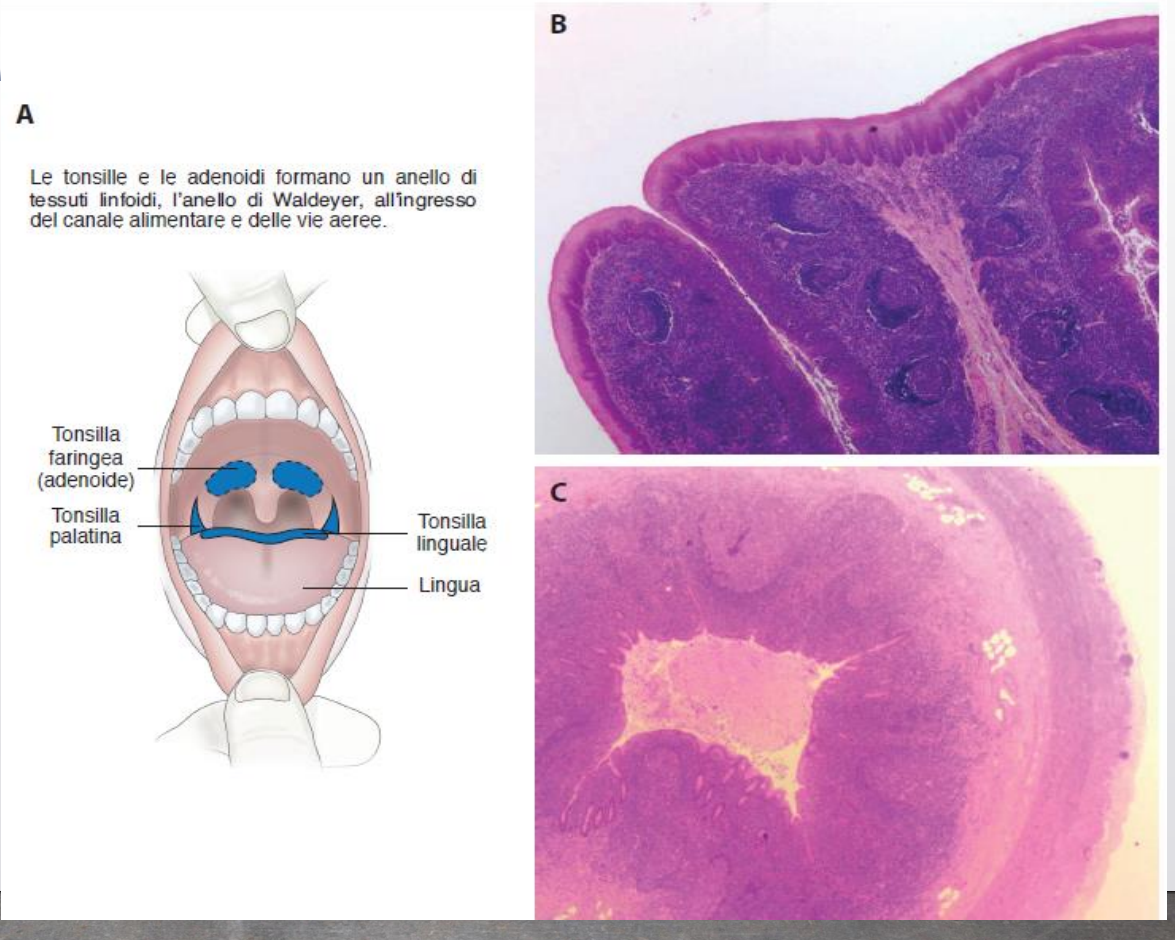 A
Le tonsille e le adenoidi formano un anello di
tessuti linfoidi, l'anello di Waldeyer, all'ingresso
del canale alimentare e delle vie aeree.
Tonsilla
faringea
(adenoide)
Tonsilla
palatina
Tonsilla
linguale
Lingua
B
C